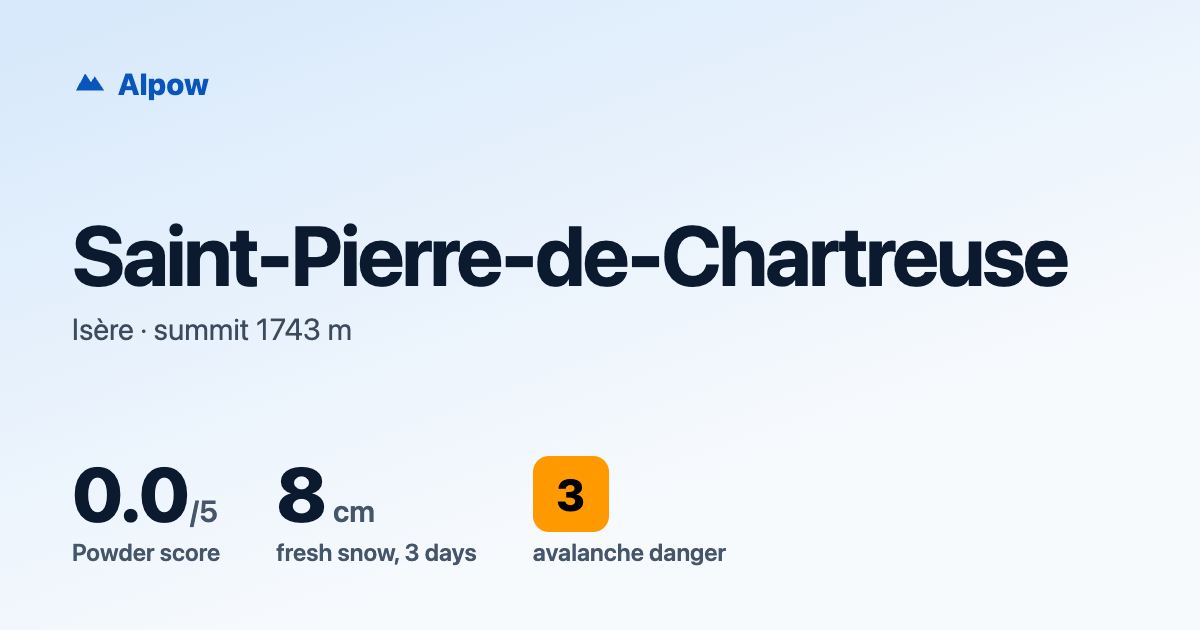 Alpow
Saint-Pierre-de-Chartreuse
Isère · summit 1743 m
0.0/5 8 cm 3
Powder score fresh snow, 3 days avalanche danger